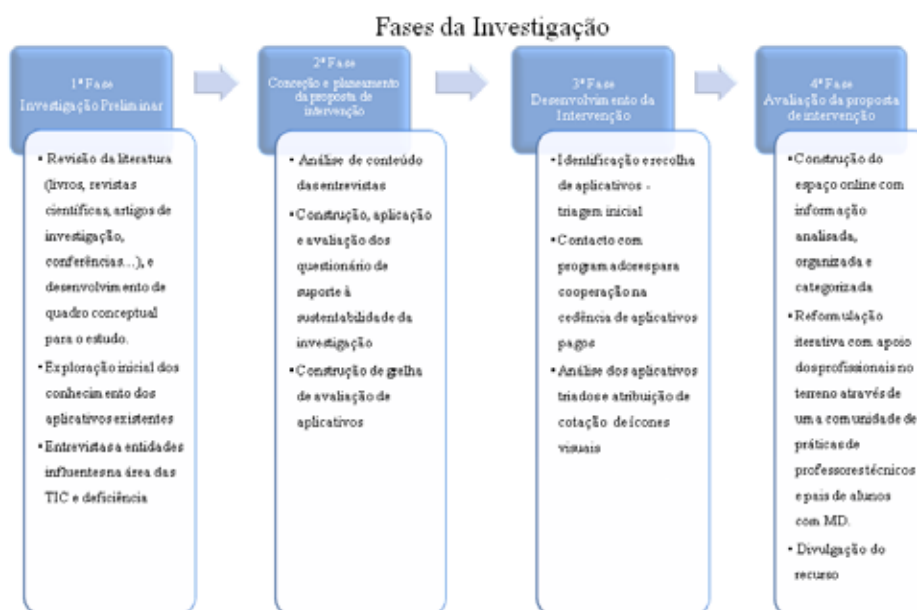 Fases da Investigação
1ª Fase
Investigação Preliminar
• Revisão da literatura
(livros, revistas
científicas, artigos de
investigação,
conferências...), e
desenvolvimento de
quadro conceptual
para o estudo.
• Exploração inicial dos
conhecimento dos
aplicativos existentes
• Entrevistas a entidades
influentes na área das
TIC e deficiência
2ª Fase
Conceção e planeamento
da proposta de
intervenção
• Análise de conteúdo
das entrevistas
• Construção, aplicação
e avaliação dos
questionário de
suporte à
sustentabilidade da
investigação
• Construção de grelha
de avaliação de
aplicativos
3ª Fase
Desenvolvimento da
Intervenção
• Identificação e recolha
de aplicativos -
triagem inicial
• Contacto com
programadores para
cooperação na
cedência de aplicativos
pagos
• Análise dos aplicativos
triados e atribuição de
cotação de ícones
visuais
4ª Fase
Avaliação da proposta
de intervenção
• Construção do
espaço online com
informação
analisada,
organizada e
categorizada
• Reformulação
iterativa com apoio
dos profissionais no
terreno através de
uma comunidade de
práticas de
professores técnicos
e pais de alunos
com MD.
• Divulgação do
recurso